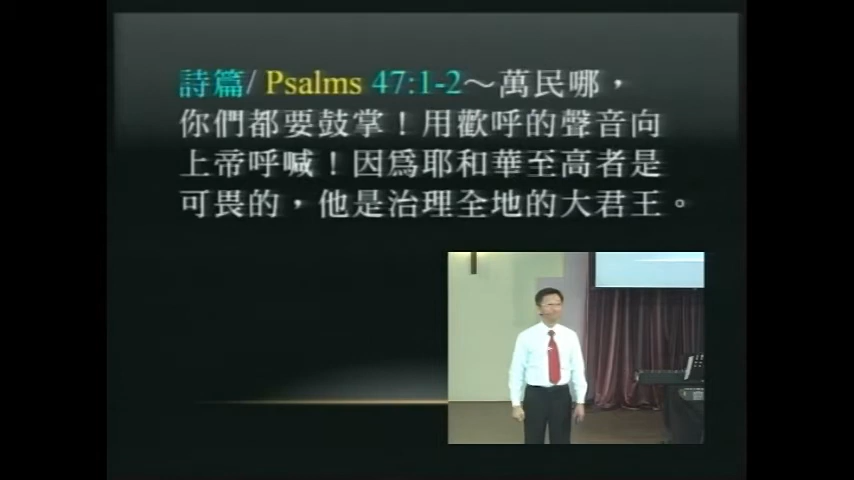 詩篇/ Psalms 47:1-2～萬民哪，
你們都要鼓掌！用歡呼的聲音向
上帝呼喊！因為耶和華至高者是
可畏的，他是治理全地的大君王。